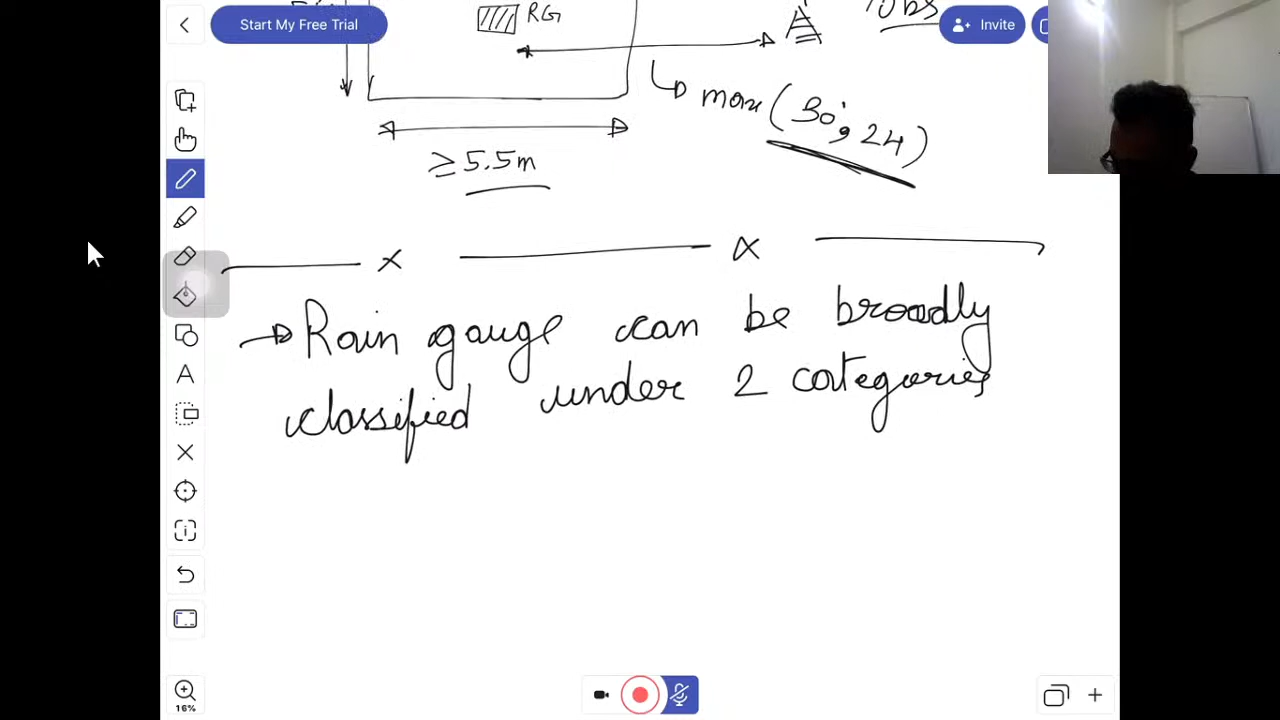 Start My Free Trial
RG
Invite
max (30, 24)
≥ 5.5m
x x
→ Rain gauge can be broadly
classified under 2 categories
A
16%